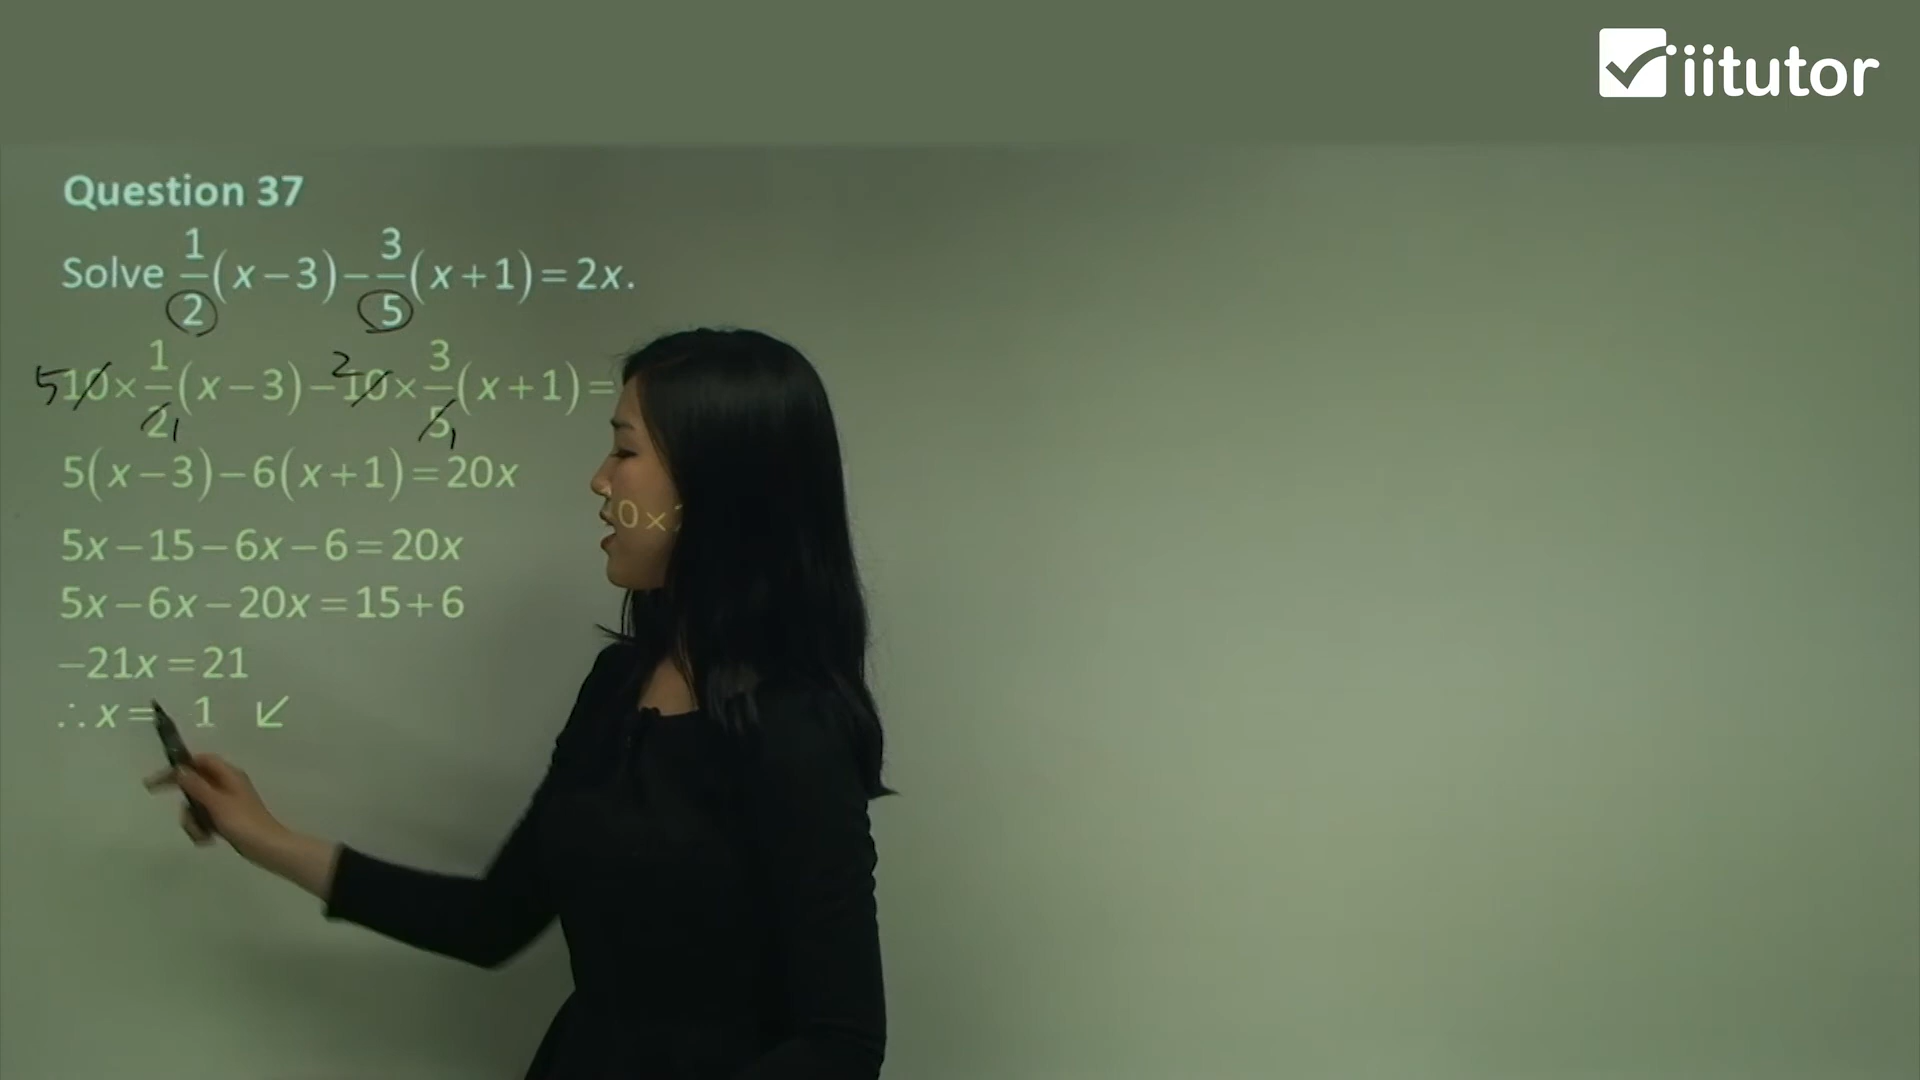 iitutor
Question 37
Solve 1/2(x−3)−3/5(x+1)=2x.
5 10×1/2(x−3)−2 10×3/5(x+1)=
1 1
0×
5(x−3)−6(x+1)=20x
5x−15−6x−6=20x
5x−6x−20x=15+6
−21x=21
∴x= 1 ↙